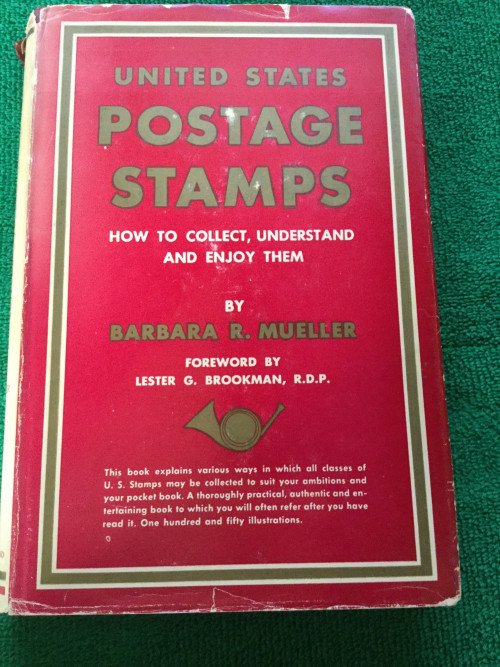 UNITED STATES
POSTAGE
STAMPS
HOW TO COLLECT, UNDERSTAND
AND ENJOY THEM
BY
BARBARA R. MUELLER
FOREWORD BY
LESTER G. BROOKMAN, R.D.P.
This book explains various ways in which all classes of
U. S. Stamps may be collected to suit your ambitions and
your pocket book. A thoroughly practical, authentic and en-
tertaining book to which you will often refer after you have
read it. One hundred and fifty illustrations.